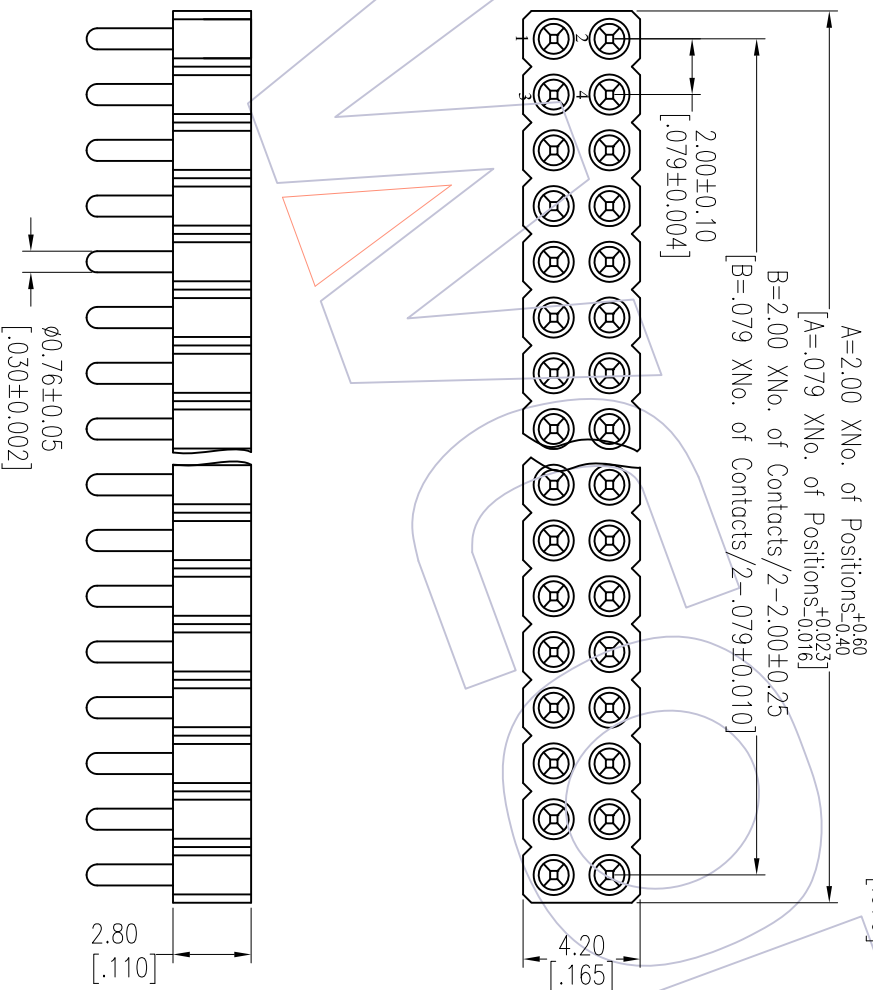 A=2.00 XNo. of Positions +0.60 -0.40
[A=.079 XNo. of Positions +0.023 -0.016]
B=2.00 XNo. of Contacts/2-2.00±0.25
[B=.079 XNo. of Contacts/2-.079±0.010]
2.00±0.10
[.079±0.004]
1
2
3
4
Ø0.76±0.05
[.030±0.002]
2.80
[.110]
4.20
[.165]